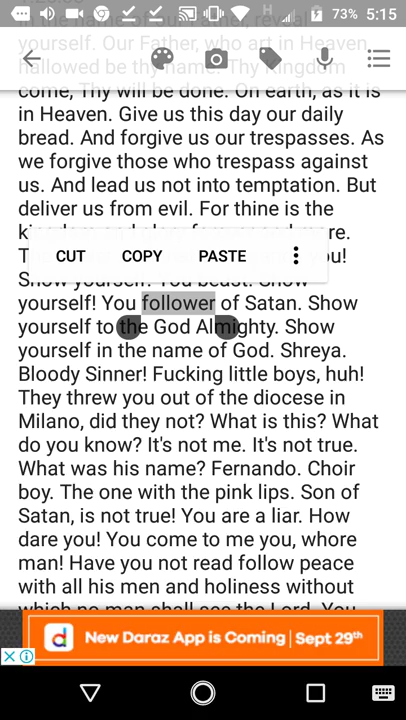 73% 5:15
yourself. Our Father, who art in Heaven
hallowed be thy name. Thy Kingdom
come, Thy will be done. On earth, as it is
in Heaven. Give us this day our daily
bread. And forgive us our trespasses. As
we forgive those who trespass against
us. And lead us not into temptation. But
deliver us from evil. For thine is the
CUT COPY PASTE
yourself! You follower of Satan. Show
yourself to the God Almighty. Show
yourself in the name of God. Shreya.
Bloody Sinner! Fucking little boys, huh!
They threw you out of the diocese in
Milano, did they not? What is this? What
do you know? It's not me. It's not true.
What was his name? Fernando. Choir
boy. The one with the pink lips. Son of
Satan, is not true! You are a liar. How
dare you! You come to me you, whore
man! Have you not read follow peace
with all his men and holiness without
which no man shall see the Lord. You
d New Daraz App is Coming | Sept 29th